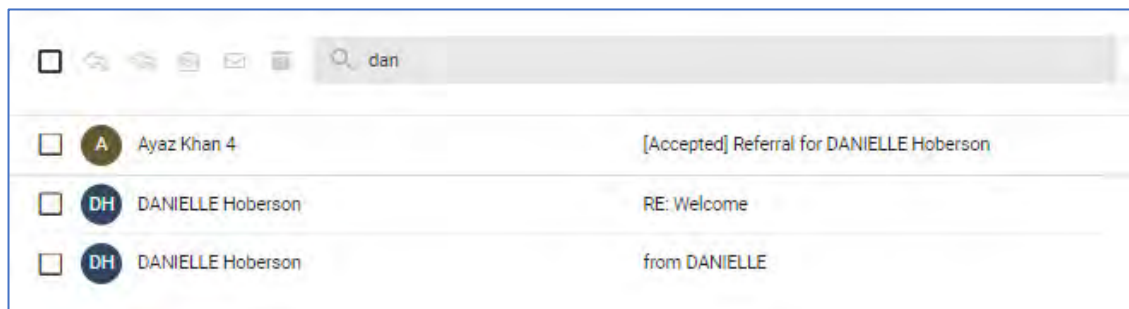 dan
A Ayaz Khan 4 [Accepted] Referral for DANIELLE Hoberson
DH DANIELLE Hoberson RE: Welcome
DH DANIELLE Hoberson from DANIELLE